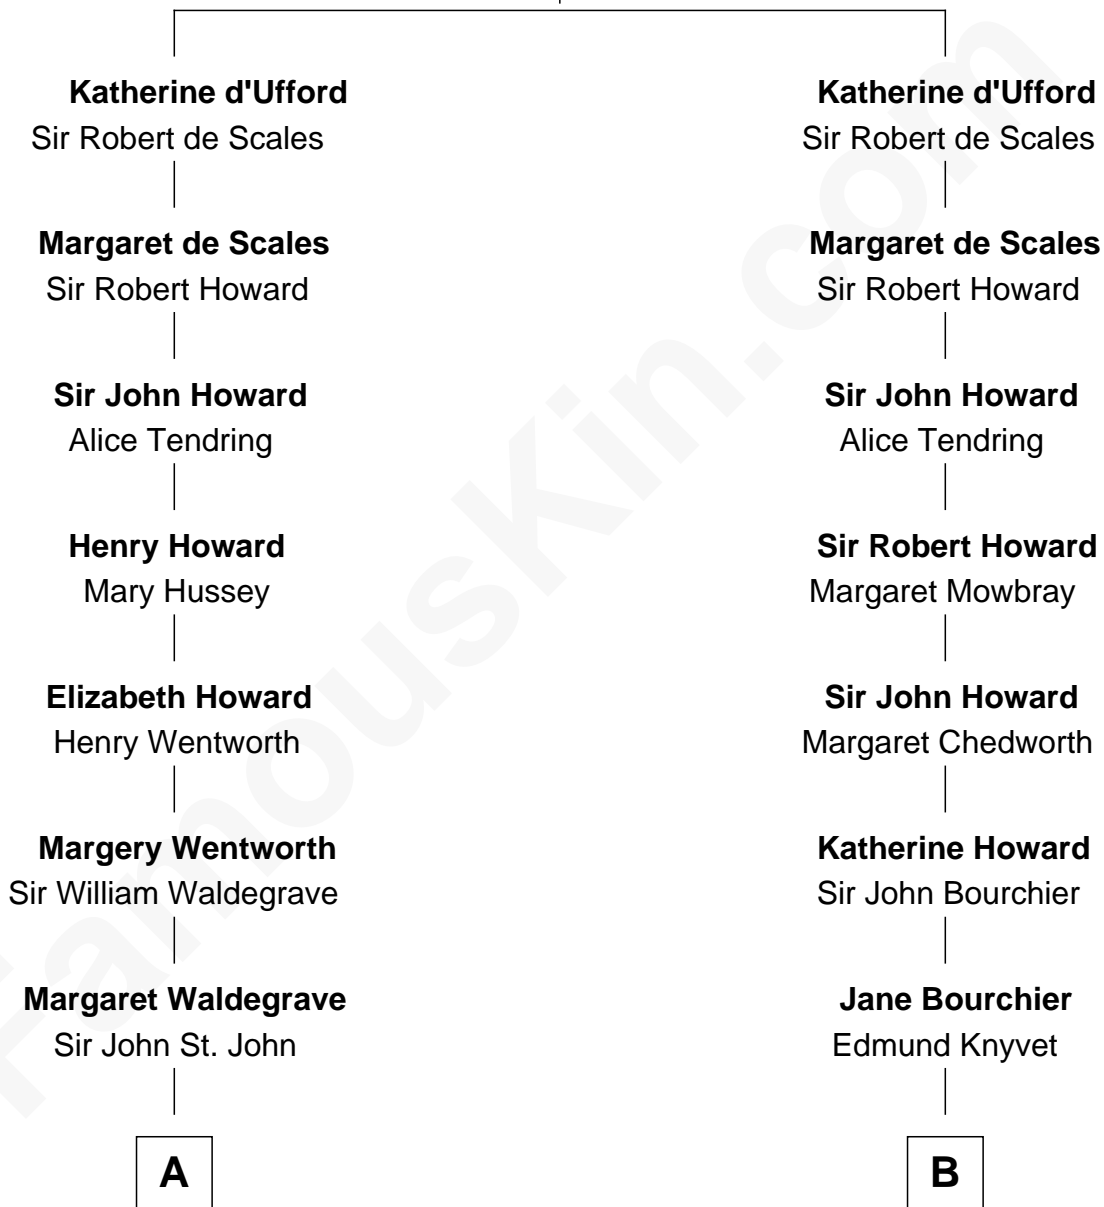 Katherine d'Ufford
Sir Robert de Scales
Margaret de Scales
Sir Robert Howard
Sir John Howard
Alice Tendring
Henry Howard
Mary Hussey
Elizabeth Howard
Henry Wentworth
Margery Wentworth
Sir William Waldegrave
Margaret Waldegrave
Sir John St. John
A
Katherine d'Ufford
Sir Robert de Scales
Margaret de Scales
Sir Robert Howard
Sir John Howard
Alice Tendring
Sir Robert Howard
Margaret Mowbray
Sir John Howard
Margaret Chedworth
Katherine Howard
Sir John Bourchier
Jane Bourchier
Edmund Knyvet
B
FamousKin.com